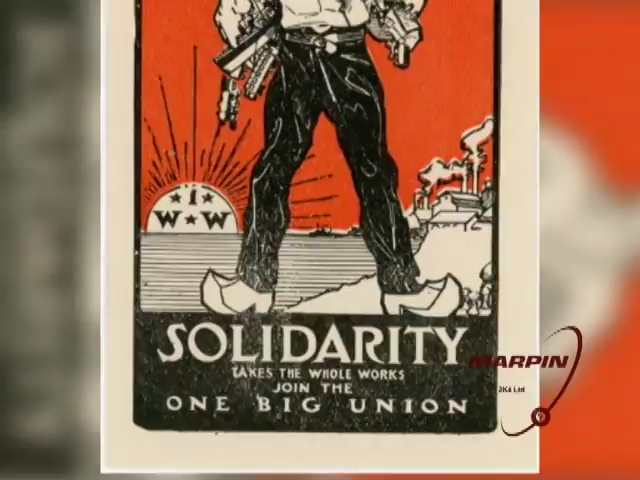 I
W W
SOLIDARITY
TAKES THE WHOLE WORKS
JOIN THE
ONE BIG UNION
MARPIN
2K4 Ltd